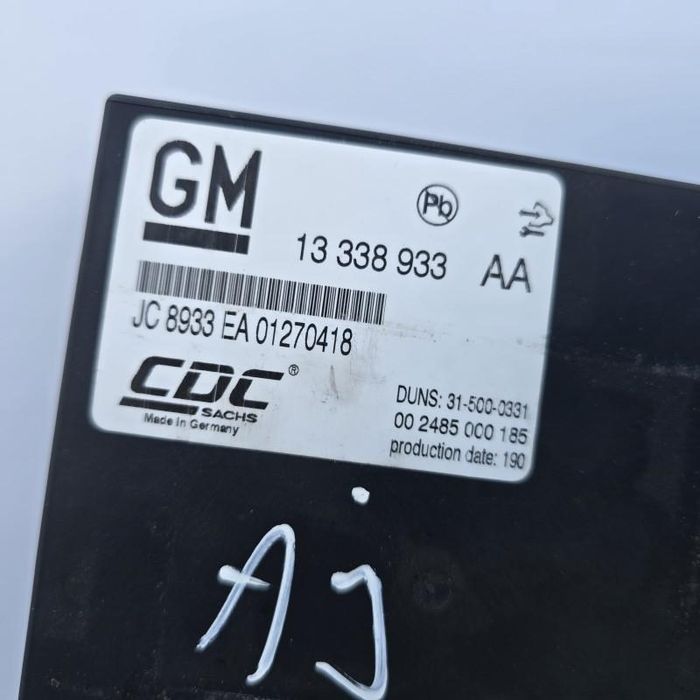 GM
Pb
13 338 933 AA
JC 8933 EA 01270418
CDC®
SACHS
Made in Germany
DUNS: 31-500-0331
00 2485 000 185
production date: 190
AJ